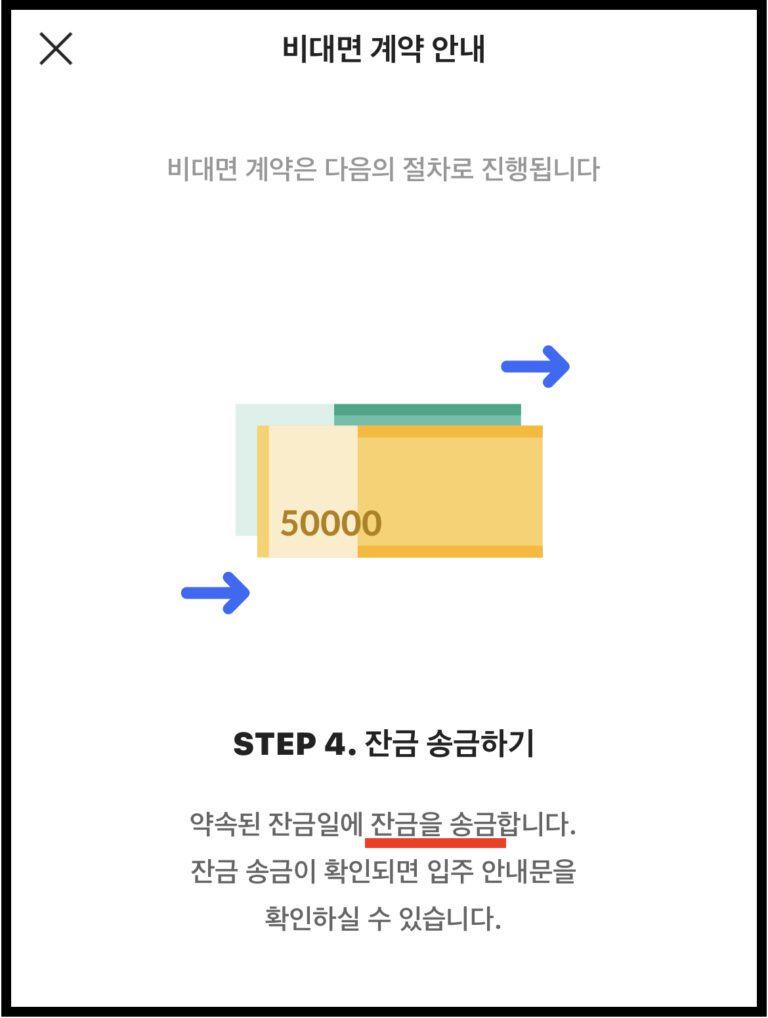 비대면 계약 안내
비대면 계약은 다음의 절차로 진행됩니다
50000
STEP 4. 잔금 송금하기
약속된 잔금일에 잔금을 송금합니다.
잔금 송금이 확인되면 입주 안내문을
확인하실 수 있습니다.